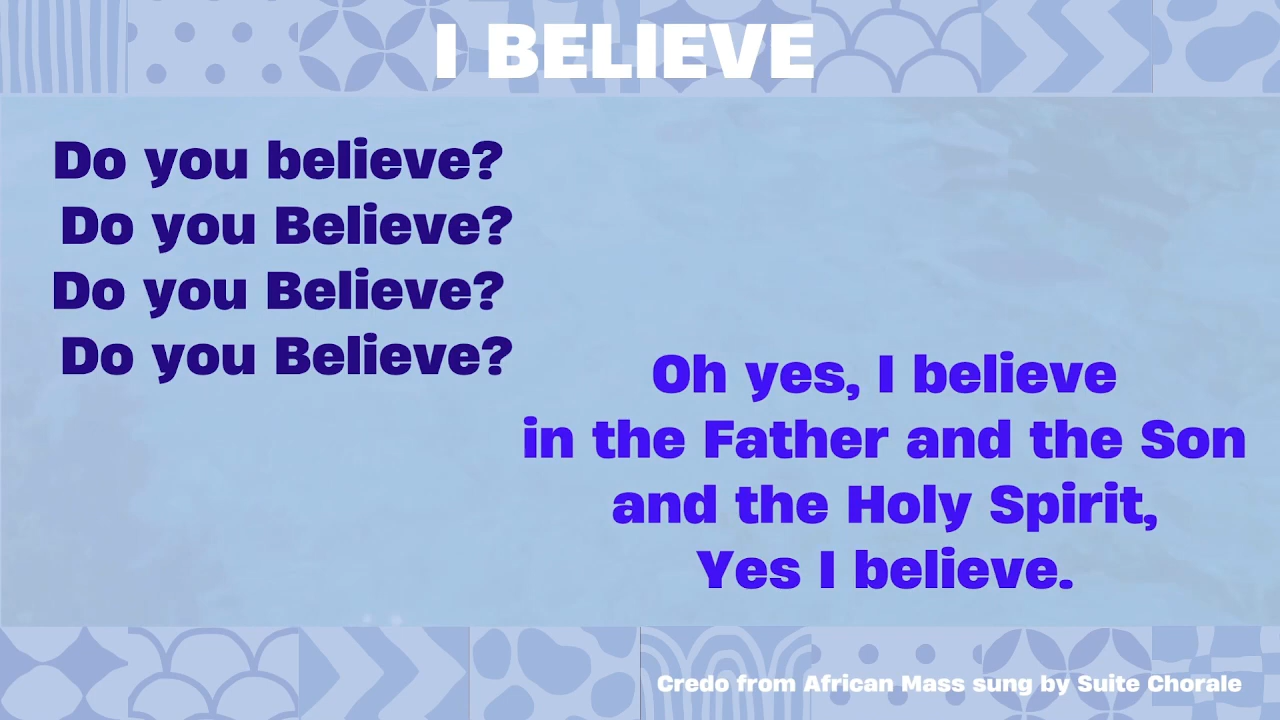 I BELIEVE
Do you believe?
Do you Believe?
Do you Believe?
Do you Believe?
Oh yes, I believe
in the Father and the Son
and the Holy Spirit,
Yes I believe.
Credo from African Mass sung by Suite Chorale